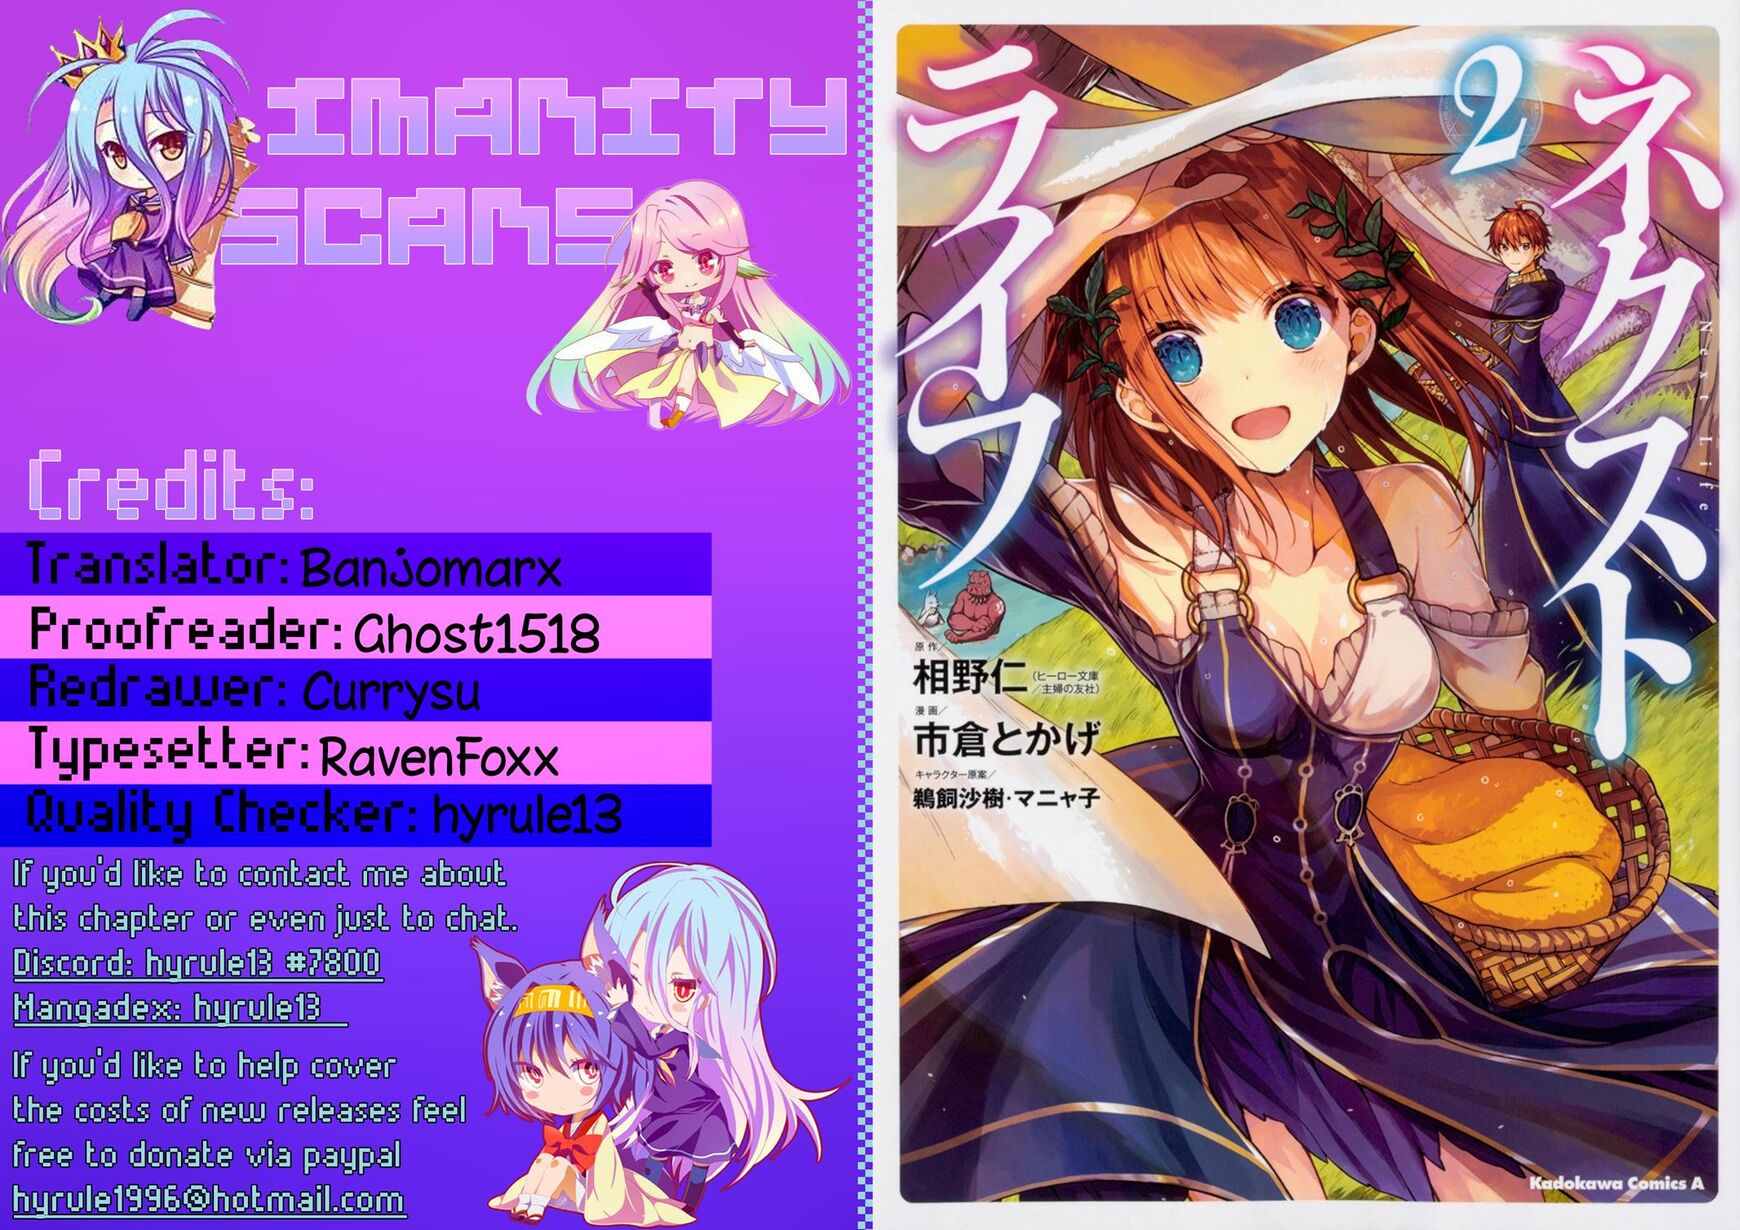 IMANITY
SCANS
Credits:
Translator: Banjomarx
Proofreader: Ghost1518
Redrawer: Currysu
Typesetter: RavenFoxx
Quality Checker: hyrule13
If you'd like to contact me about
this chapter or even just to chat.
Discord: hyrule13 #7800
Mangadex: hyrule13
If you'd like to help cover
the costs of new releases feel
free to donate via paypal
hyrule1996@hotmail.com
ネクスト
ライフ
2
Next Life
原作／
相野仁（ヒーロー文庫
／主婦の友社）
漫画／
市倉とかげ
キャラクター原案／
鵜飼沙樹・マニャ子
Kadokawa Comics A